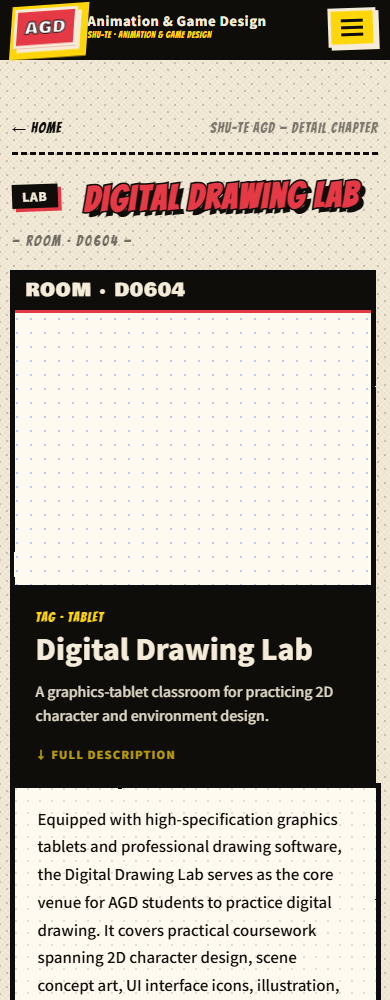 AGD
Animation & Game Design
SHU-TE · ANIMATION & GAME DESIGN
← HOME
SHU-TE AGD — DETAIL CHAPTER
LAB
DIGITAL DRAWING LAB
— ROOM · D0604 —
ROOM · D0604
TAG · TABLET
Digital Drawing Lab
A graphics-tablet classroom for practicing 2D
character and environment design.
↓ FULL DESCRIPTION
Equipped with high-specification graphics
tablets and professional drawing software,
the Digital Drawing Lab serves as the core
venue for AGD students to practice digital
drawing. It covers practical coursework
spanning 2D character design, scene
concept art, UI interface icons, illustration,